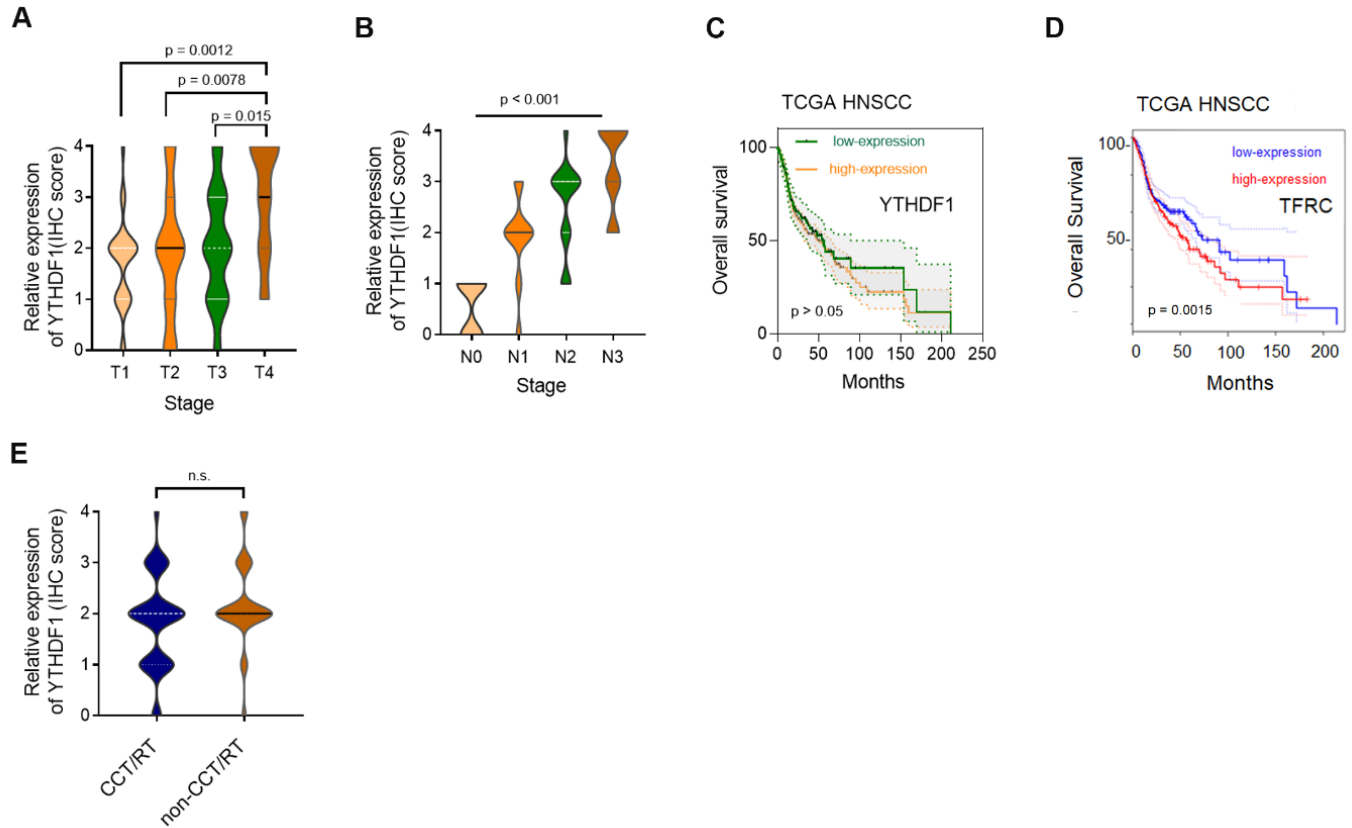 A
p = 0.0012
p = 0.0078
p = 0.015
Relative expression
of YTHDF1(IHC score)
4
3
2
1
0
T1 T2 T3 T4
Stage
B
p < 0.001
Relative expression
of YTHDF1(IHC score)
4
3
2
1
0
N0 N1 N2 N3
Stage
C
TCGA HNSCC
low-expression
high-expression
YTHDF1
Overall survival
100
50
0
p > 0.05
0 50 100 150 200 250
Months
D
TCGA HNSCC
low-expression
high-expression
TFRC
Overall Survival
100
50
p = 0.0015
0 50 100 150 200
Months
E
n.s.
Relative expression
of YTHDF1 (IHC score)
4
3
2
1
0
CCT/RT
non-CCT/RT